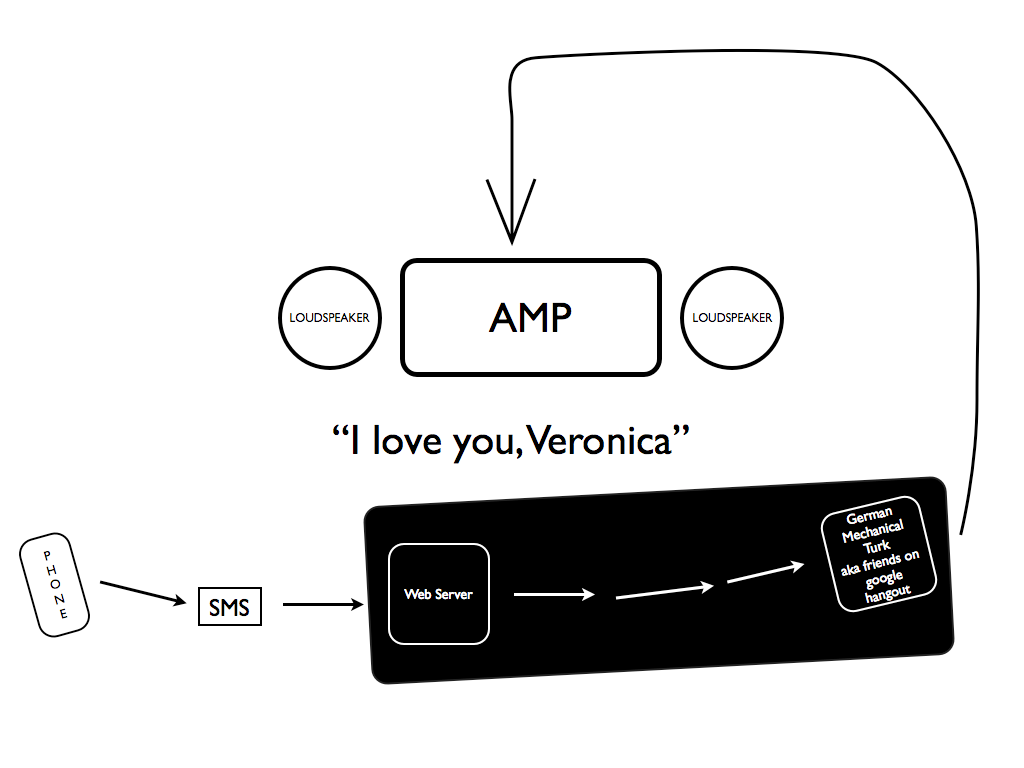 LOUDSPEAKER
AMP
LOUDSPEAKER
“I love you, Veronica”
PHONE
SMS
Web Server
German
Mechanical
Turk
aka friends on
google
hangout